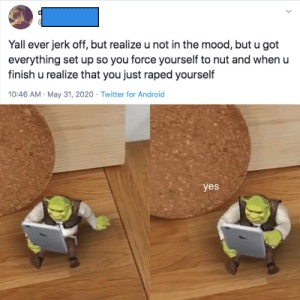 Yall ever jerk off, but realize u not in the mood, but u got
everything set up so you force yourself to nut and when u
finish u realize that you just raped yourself
10:46 AM · May 31, 2020 · Twitter for Android
yes